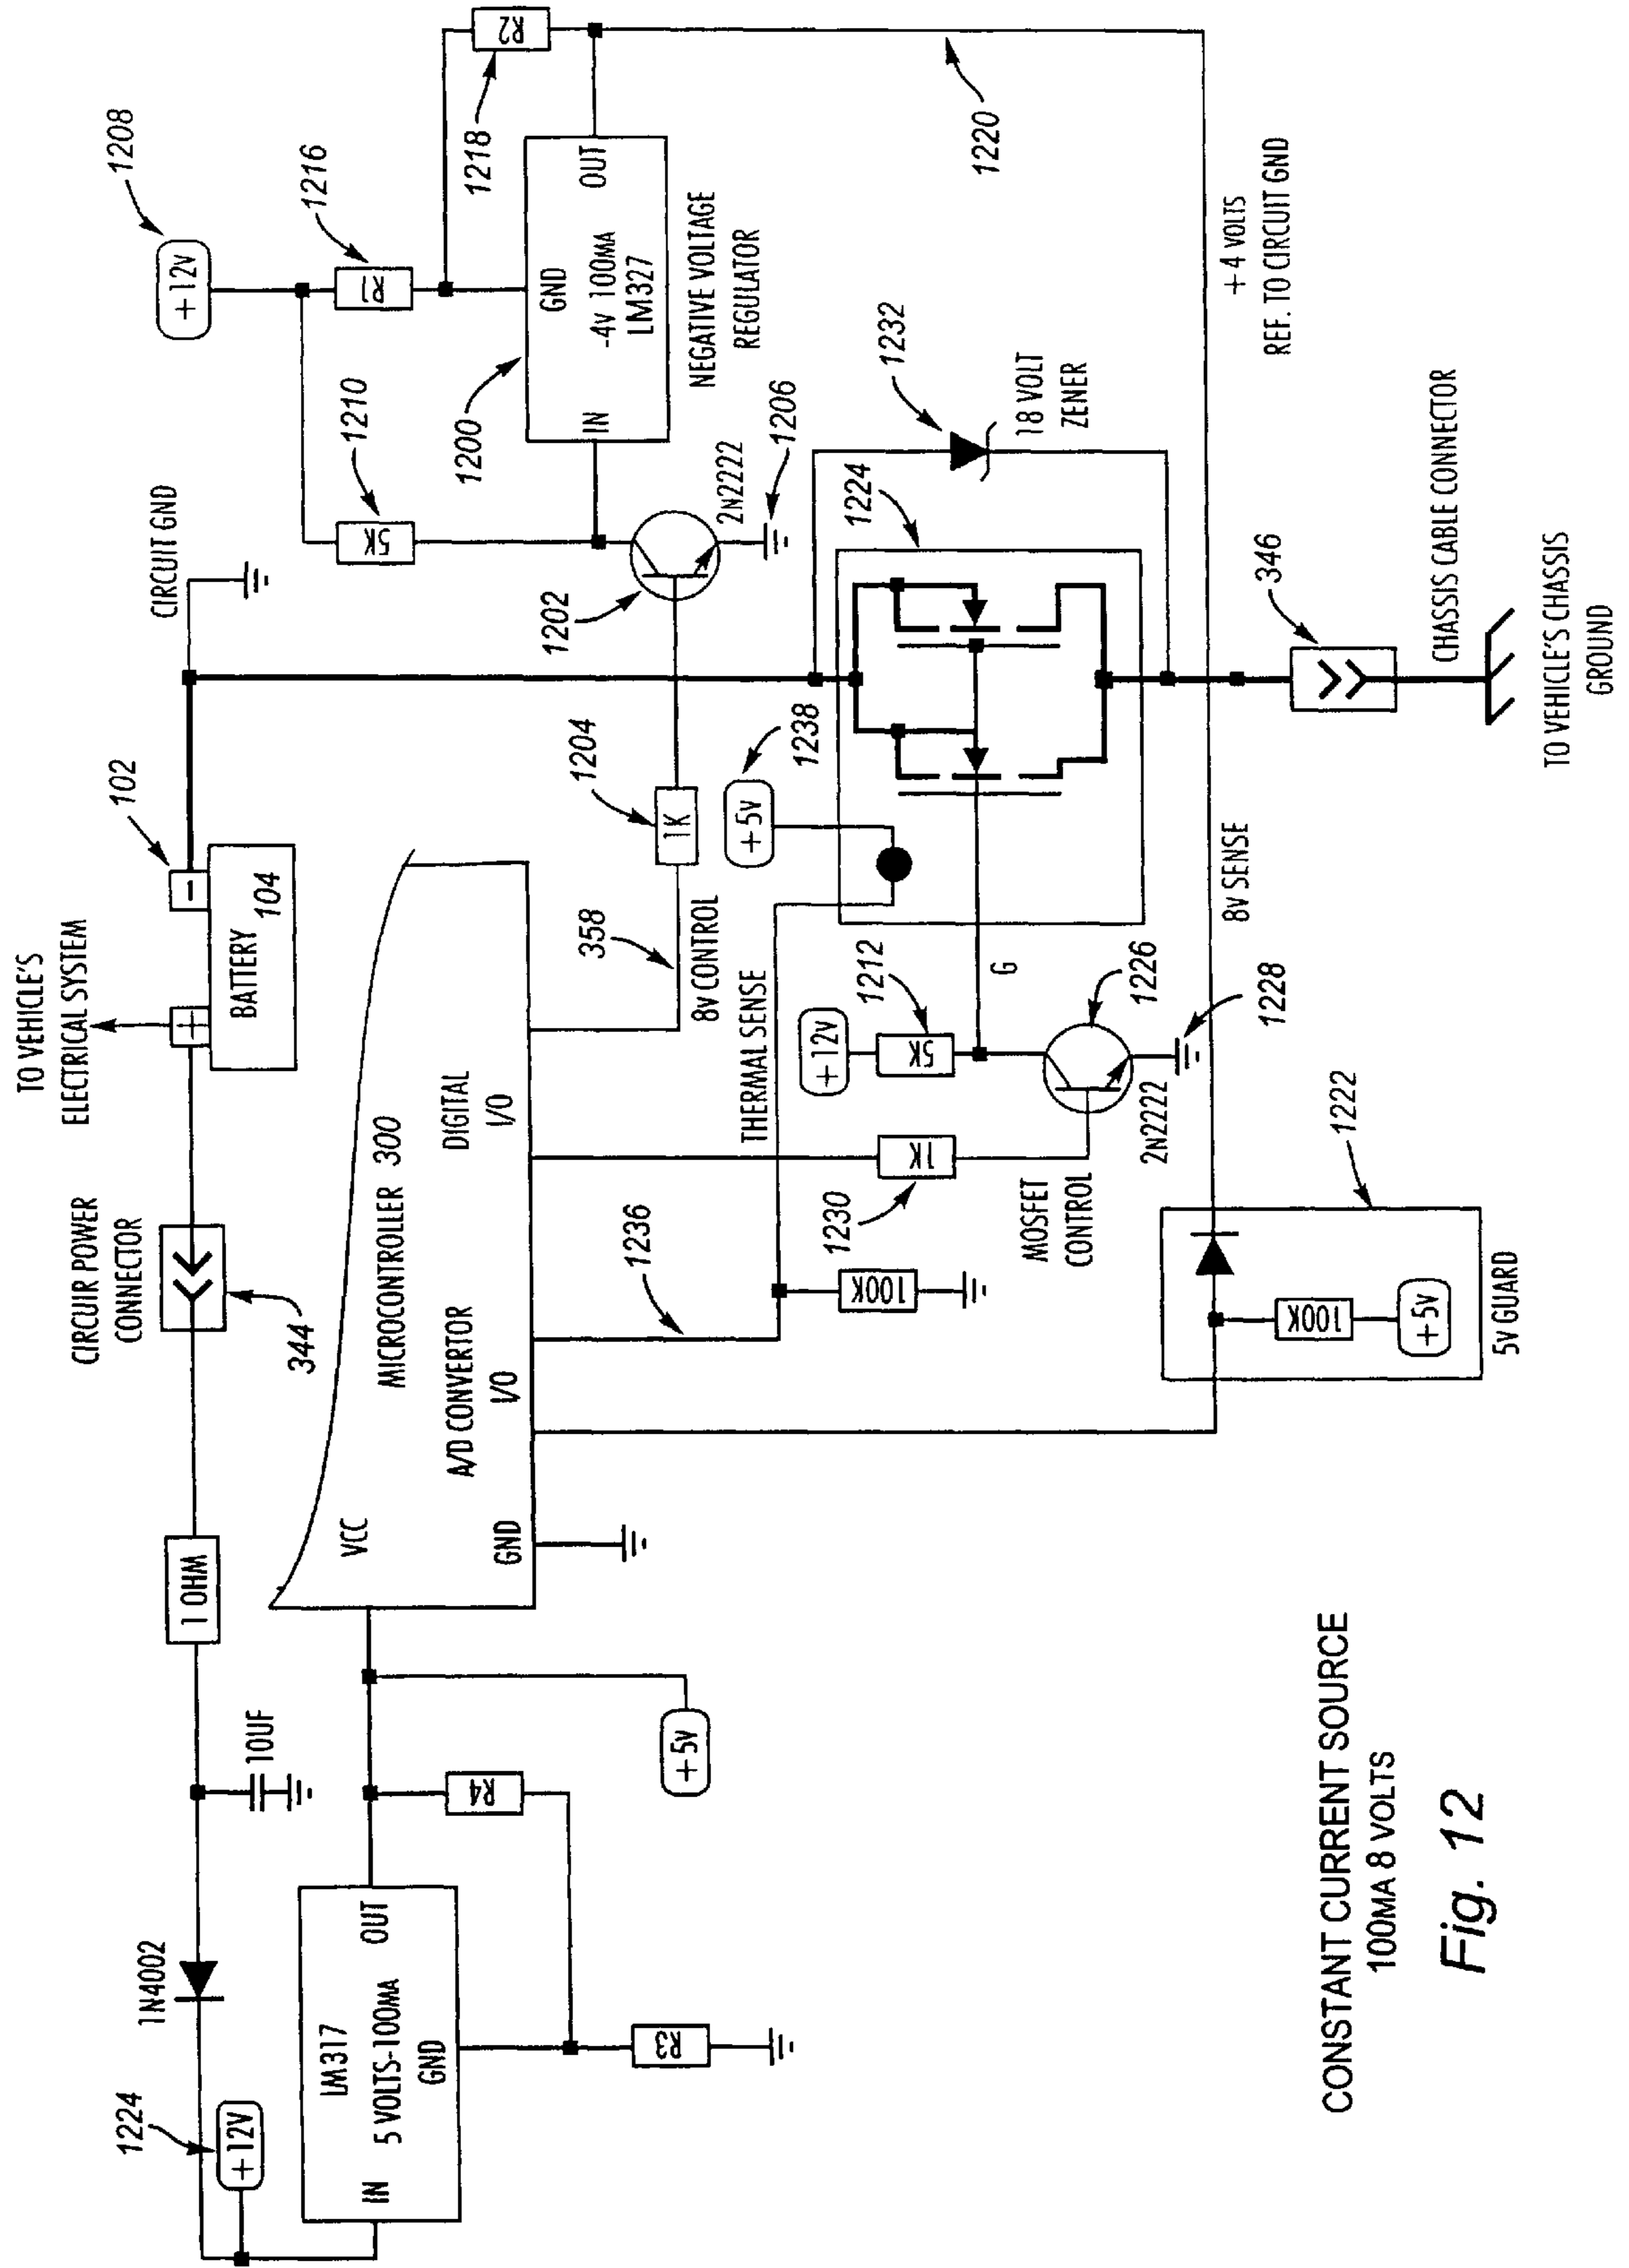 1224
+12V
IN
LM317
5 VOLTS-100MA
GND
OUT
1N4002
10UF
R3
R4
+5V
1 OHM
344
CIRCUIR POWER
CONNECTOR
TO VEHICLE'S
ELECTRICAL SYSTEM
+
-
BATTERY
104
102
CIRCUIT GND
VCC
GND
MICROCONTROLLER 300
A/D CONVERTOR
I/O
DIGITAL
I/O
1236
THERMAL SENSE
100K
1230
1K
MOSFET
CONTROL
358
8V CONTROL
1204
1K
1202
2N2222
1206
1210
5K
1208
+12V
1216
R1
1218
R2
1200
IN
GND
OUT
-4V 100MA
LM327
NEGATIVE VOLTAGE
REGULATOR
1220
+12V
1212
5K
G
1226
2N2222
1228
1238
+5V
1224
1232
18 VOLT
ZENER
8V SENSE
+4 VOLTS
REF. TO CIRCUIT GND
346
CHASSIS CABLE CONNECTOR
TO VEHICLE'S CHASSIS
GROUND
1222
100K
+5V
5V GUARD
CONSTANT CURRENT SOURCE
100MA 8 VOLTS
Fig. 12